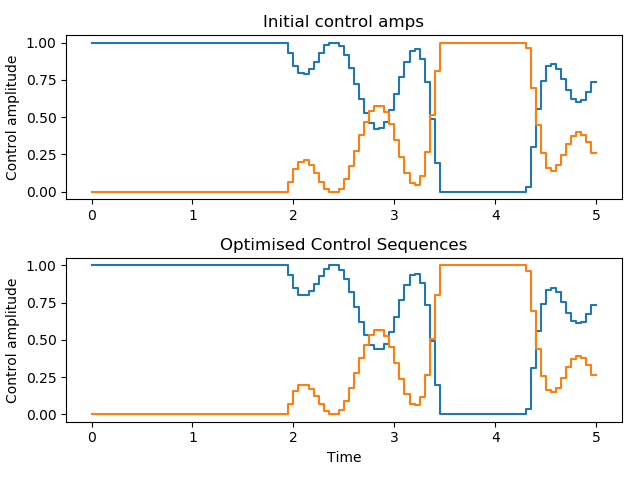 Initial control amps
Control amplitude
1.00
0.75
0.50
0.25
0.00
0 1 2 3 4 5
Optimised Control Sequences
Control amplitude
1.00
0.75
0.50
0.25
0.00
0 1 2 3 4 5
Time